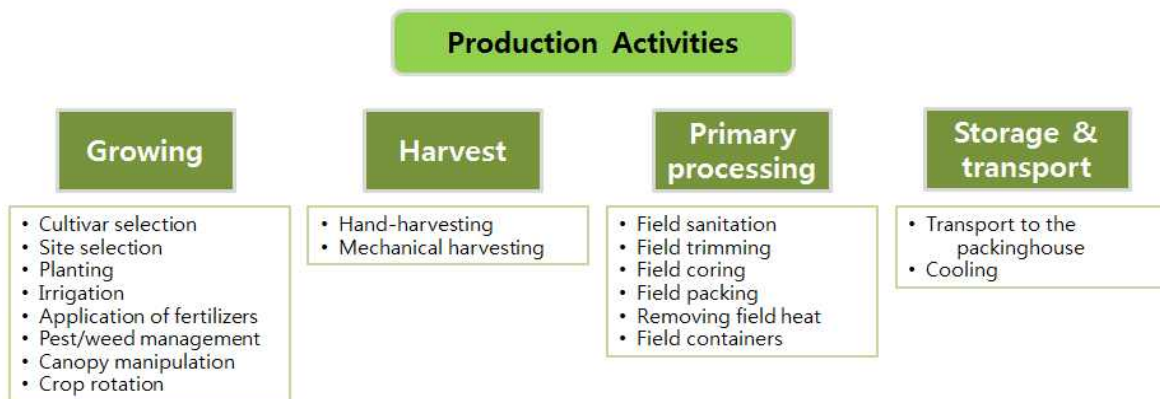 Production Activities
Growing
• Cultivar selection
• Site selection
• Planting
• Irrigation
• Application of fertilizers
• Pest/weed management
• Canopy manipulation
• Crop rotation
Harvest
• Hand-harvesting
• Mechanical harvesting
Primary
processing
• Field sanitation
• Field trimming
• Field coring
• Field packing
• Removing field heat
• Field containers
Storage &
transport
• Transport to the
packinghouse
• Cooling